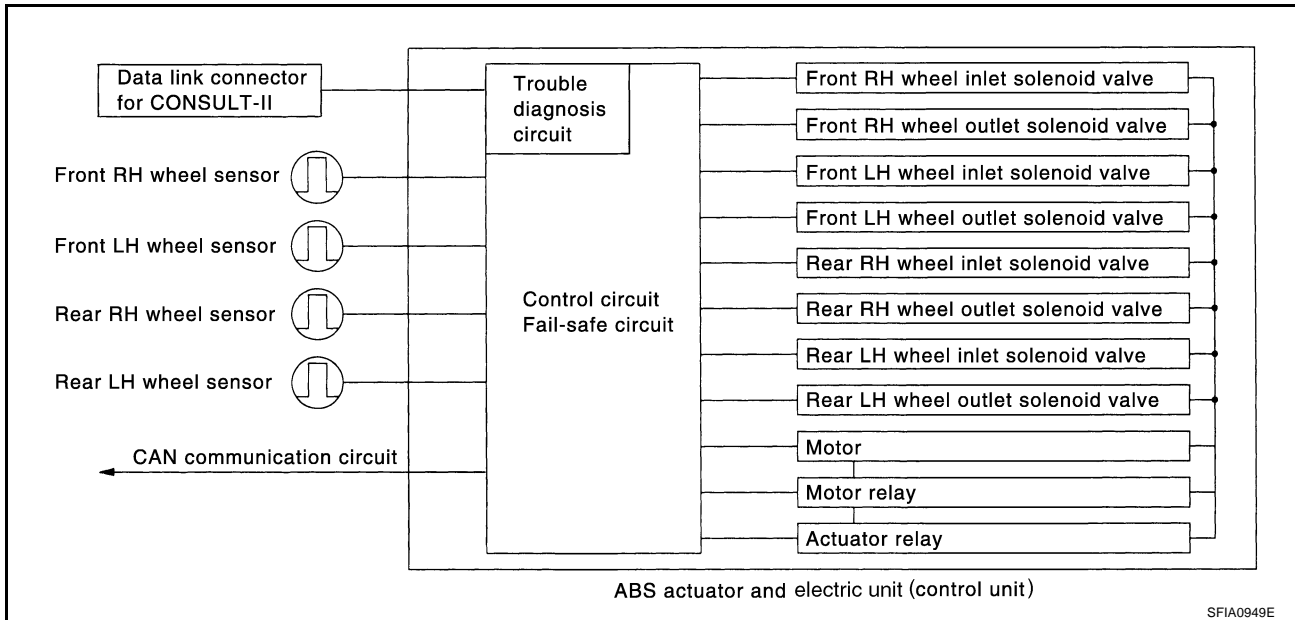 Data link connector
for CONSULT-II
Front RH wheel sensor
Front LH wheel sensor
Rear RH wheel sensor
Rear LH wheel sensor
CAN communication circuit
Trouble
diagnosis
circuit
Control circuit
Fail-safe circuit
Front RH wheel inlet solenoid valve
Front RH wheel outlet solenoid valve
Front LH wheel inlet solenoid valve
Front LH wheel outlet solenoid valve
Rear RH wheel inlet solenoid valve
Rear RH wheel outlet solenoid valve
Rear LH wheel inlet solenoid valve
Rear LH wheel outlet solenoid valve
Motor
Motor relay
Actuator relay
ABS actuator and electric unit (control unit)
SFIA0949E